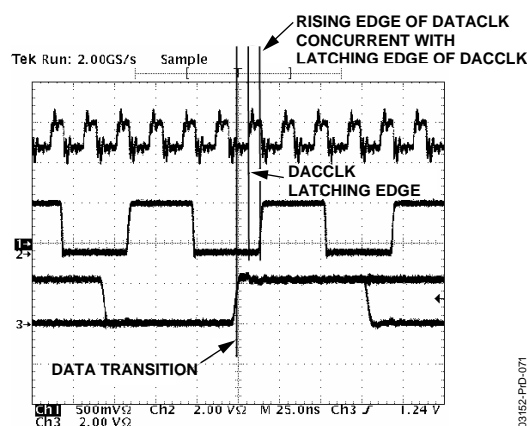 RISING EDGE OF DATACLK
CONCURRENT WITH
LATCHING EDGE OF DACCLK
Tek Run: 2.00GS/s Sample
T
DACCLK
LATCHING EDGE
1
2
3
DATA TRANSITION
Ch1 500mVΩ Ch2 2.00 VΩ M 25.0ns Ch3 1.24 V
Ch3 2.00 VΩ
03152-PrD-071